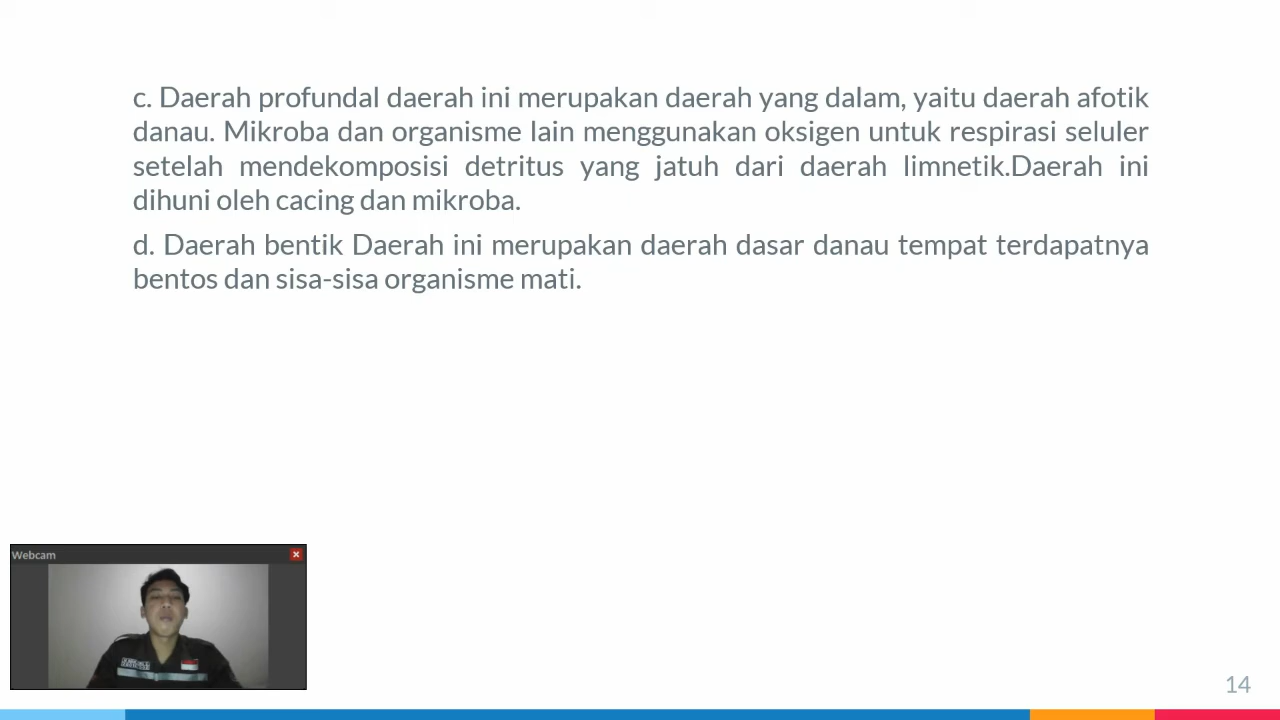 c. Daerah profundal daerah ini merupakan daerah yang dalam, yaitu daerah afotik
danau. Mikroba dan organisme lain menggunakan oksigen untuk respirasi seluler
setelah mendekomposisi detritus yang jatuh dari daerah limnetik.Daerah ini
dihuni oleh cacing dan mikroba.
d. Daerah bentik Daerah ini merupakan daerah dasar danau tempat terdapatnya
bentos dan sisa-sisa organisme mati.
Webcam
14